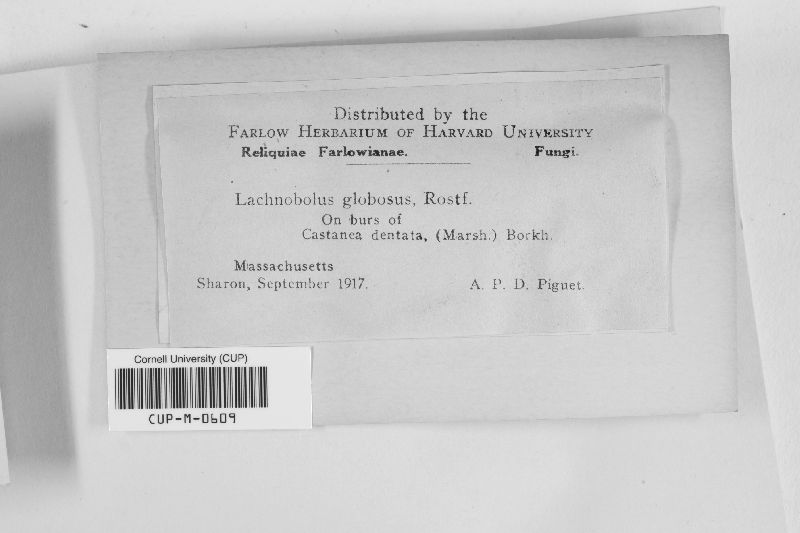 Distributed by the
FARLOW HERBARIUM OF HARVARD UNIVERSITY
Reliquiae Farlowianae. Fungi.
Lachnobolus globosus, Rostf.
On burs of
Castanea dentata, (Marsh.) Borkh.
Massachusetts
Sharon, September 1917. A. P. D. Piguet.
Cornell University (CUP)
CUP-M-0609